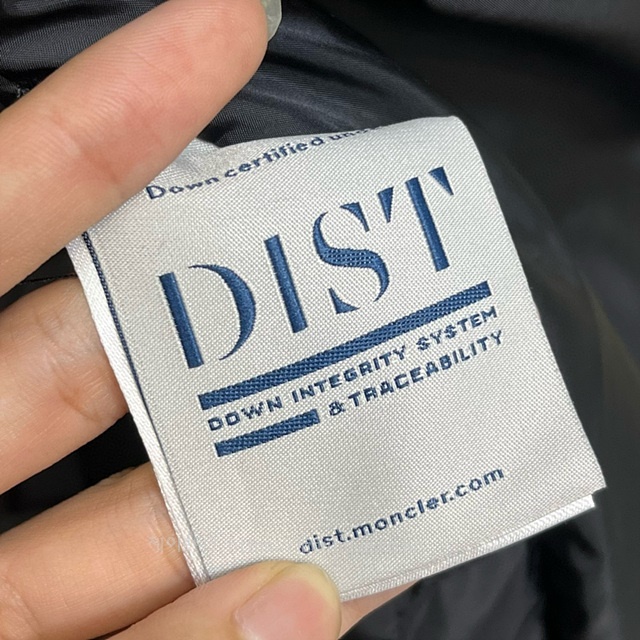 Down certified
DIST
DOWN INTEGRITY SYSTEM
& TRACEABILITY
dist.moncler.com